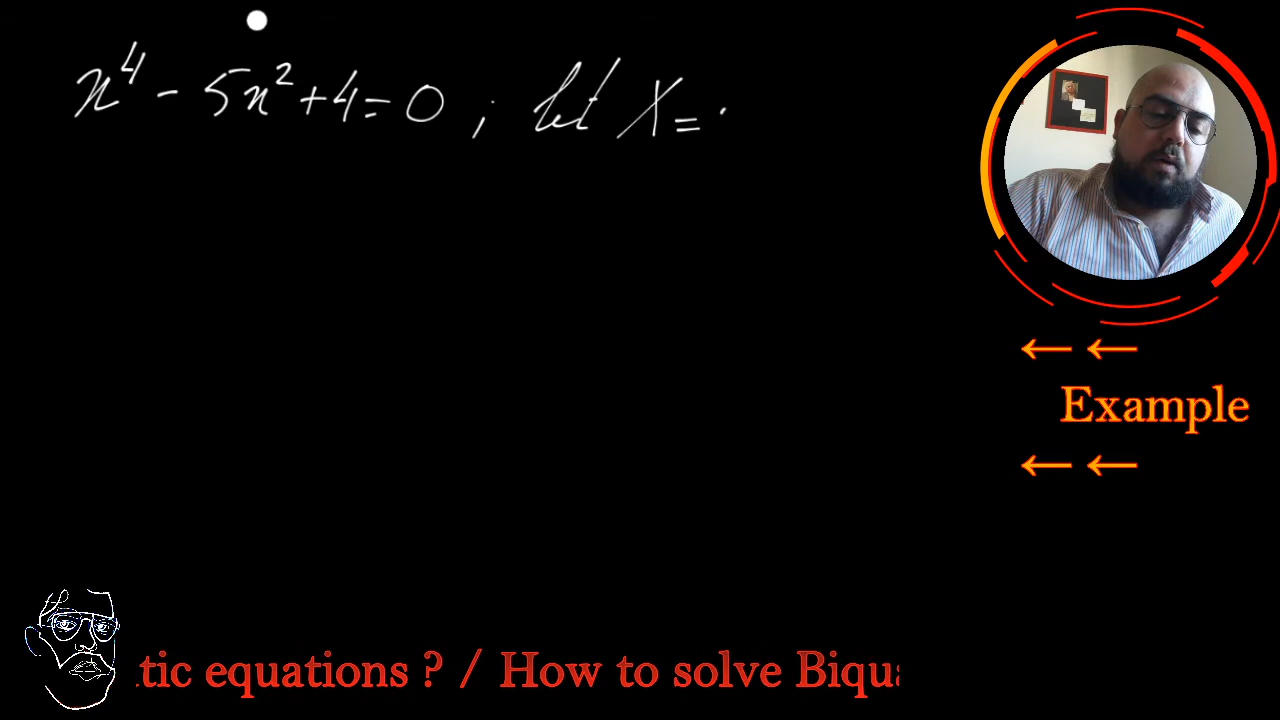 x⁴ - 5x² + 4 = 0 ; let X =
← ←
Example
← ←
tic equations ? / How to solve Biqu